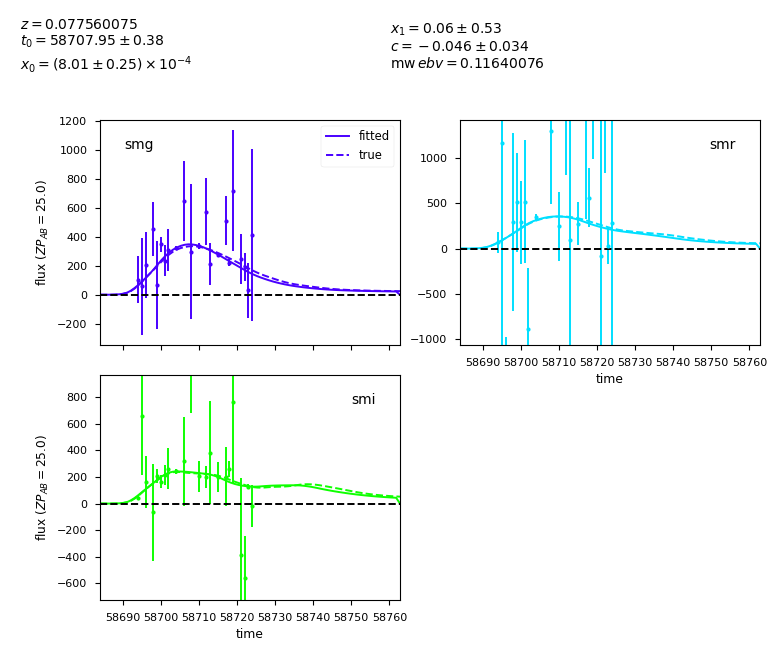 z = 0.077560075
t₀ = 58707.95 ± 0.38
x₀ = (8.01 ± 0.25) × 10⁻⁴
x₁ = 0.06 ± 0.53
c = −0.046 ± 0.034
mw ebv = 0.11640076
smg
fitted
true
flux (ZP_AB = 25.0)
1200
1000
800
600
400
200
0
−200
smr
1000
500
0
−500
−1000
58690 58700 58710 58720 58730 58740 58750 58760
time
smi
flux (ZP_AB = 25.0)
800
600
400
200
0
−200
−400
−600
58690 58700 58710 58720 58730 58740 58750 58760
time